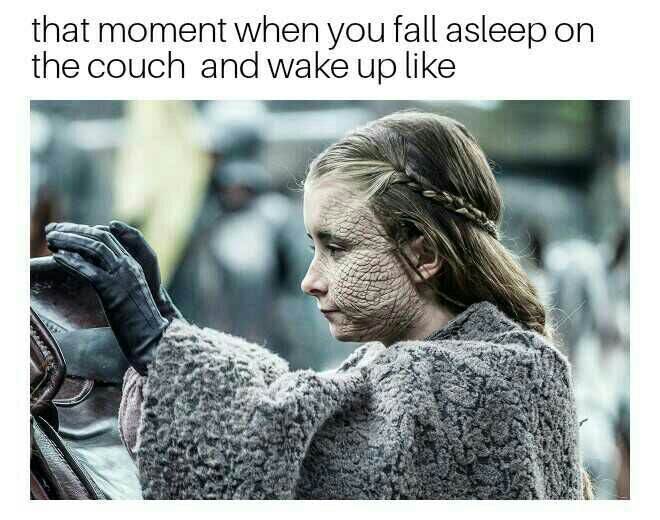 that moment when you fall asleep on
the couch and wake up like